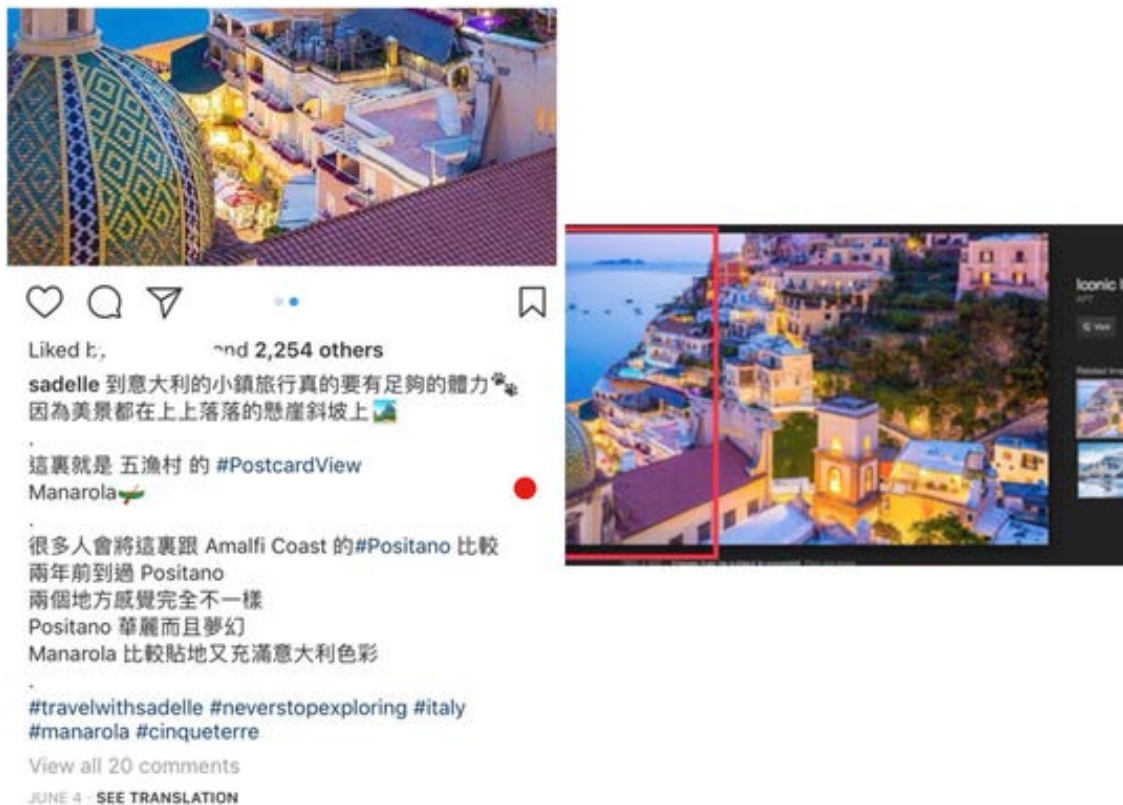 Liked b, and 2,254 others
sadelle 到意大利的小鎮旅行真的要有足夠的體力🐾
因為美景都在上上落落的懸崖斜坡上🏞️
.
這裏就是 五漁村 的 #PostcardView
Manarola🛶
.
很多人會將這裏跟 Amalfi Coast 的#Positano 比較
兩年前到過 Positano
兩個地方感覺完全不一樣
Positano 華麗而且夢幻
Manarola 比較貼地又充滿意大利色彩
.
#travelwithsadelle #neverstopexploring #italy
#manarola #cinqueterre
View all 20 comments
JUNE 4 · SEE TRANSLATION
Iconic I
APT
Visit
Related Ima